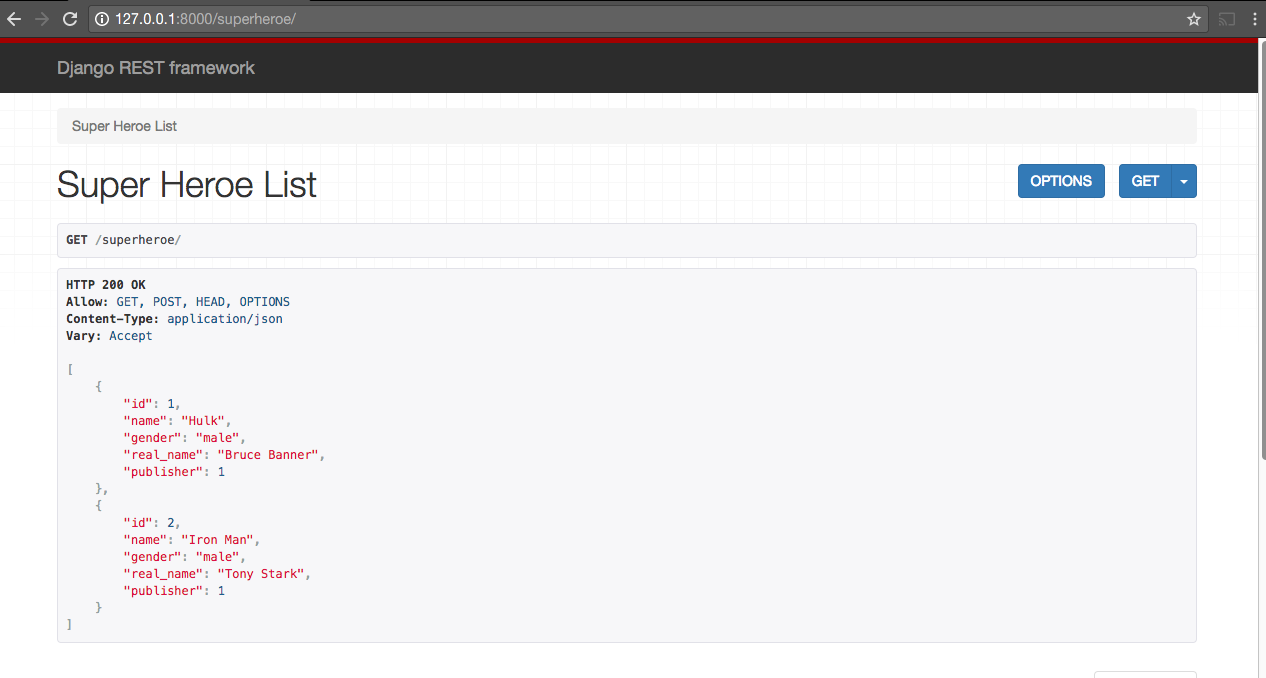 127.0.0.1:8000/superheroe/
Django REST framework
Super Heroe List
Super Heroe List
OPTIONS
GET
GET /superheroe/
HTTP 200 OK
Allow: GET, POST, HEAD, OPTIONS
Content-Type: application/json
Vary: Accept
[
    {
        "id": 1,
        "name": "Hulk",
        "gender": "male",
        "real_name": "Bruce Banner",
        "publisher": 1
    },
    {
        "id": 2,
        "name": "Iron Man",
        "gender": "male",
        "real_name": "Tony Stark",
        "publisher": 1
    }
]